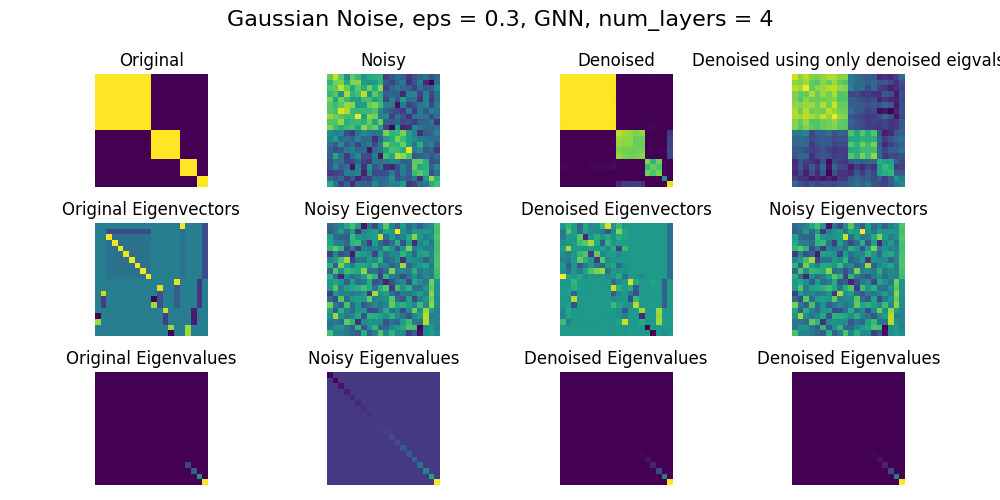 Gaussian Noise, eps = 0.3, GNN, num_layers = 4
Original
Noisy
Denoised
Denoised using only denoised eigvals
Original Eigenvectors
Noisy Eigenvectors
Denoised Eigenvectors
Noisy Eigenvectors
Original Eigenvalues
Noisy Eigenvalues
Denoised Eigenvalues
Denoised Eigenvalues